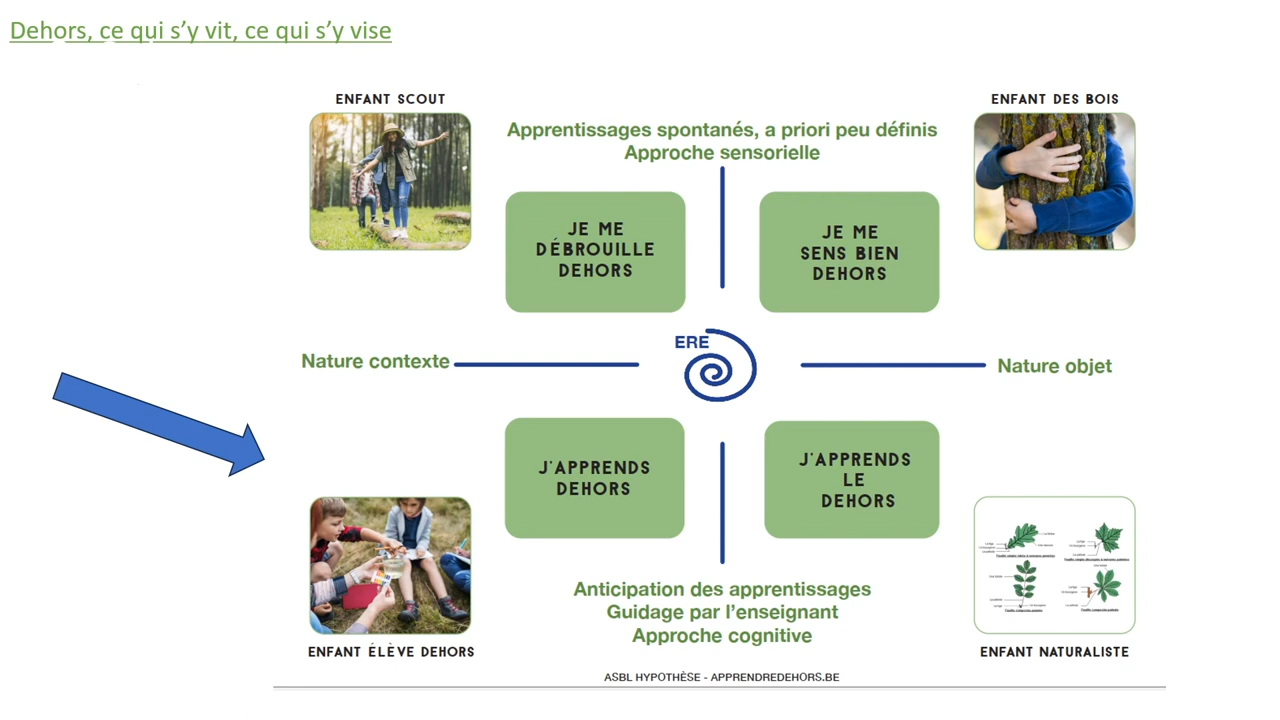 Dehors, ce qui s'y vit, ce qui s'y vise
ENFANT SCOUT
ENFANT DES BOIS
Apprentissages spontanés, a priori peu définis
Approche sensorielle
JE ME
DÉBROUILLE
DEHORS
JE ME
SENS BIEN
DEHORS
ERE
Nature contexte
Nature objet
J'APPRENDS
DEHORS
J'APPRENDS
LE
DEHORS
Anticipation des apprentissages
Guidage par l'enseignant
Approche cognitive
ENFANT ÉLÈVE DEHORS
ENFANT NATURALISTE
ASBL HYPOTHÈSE - APPRENDREDEHORS.BE